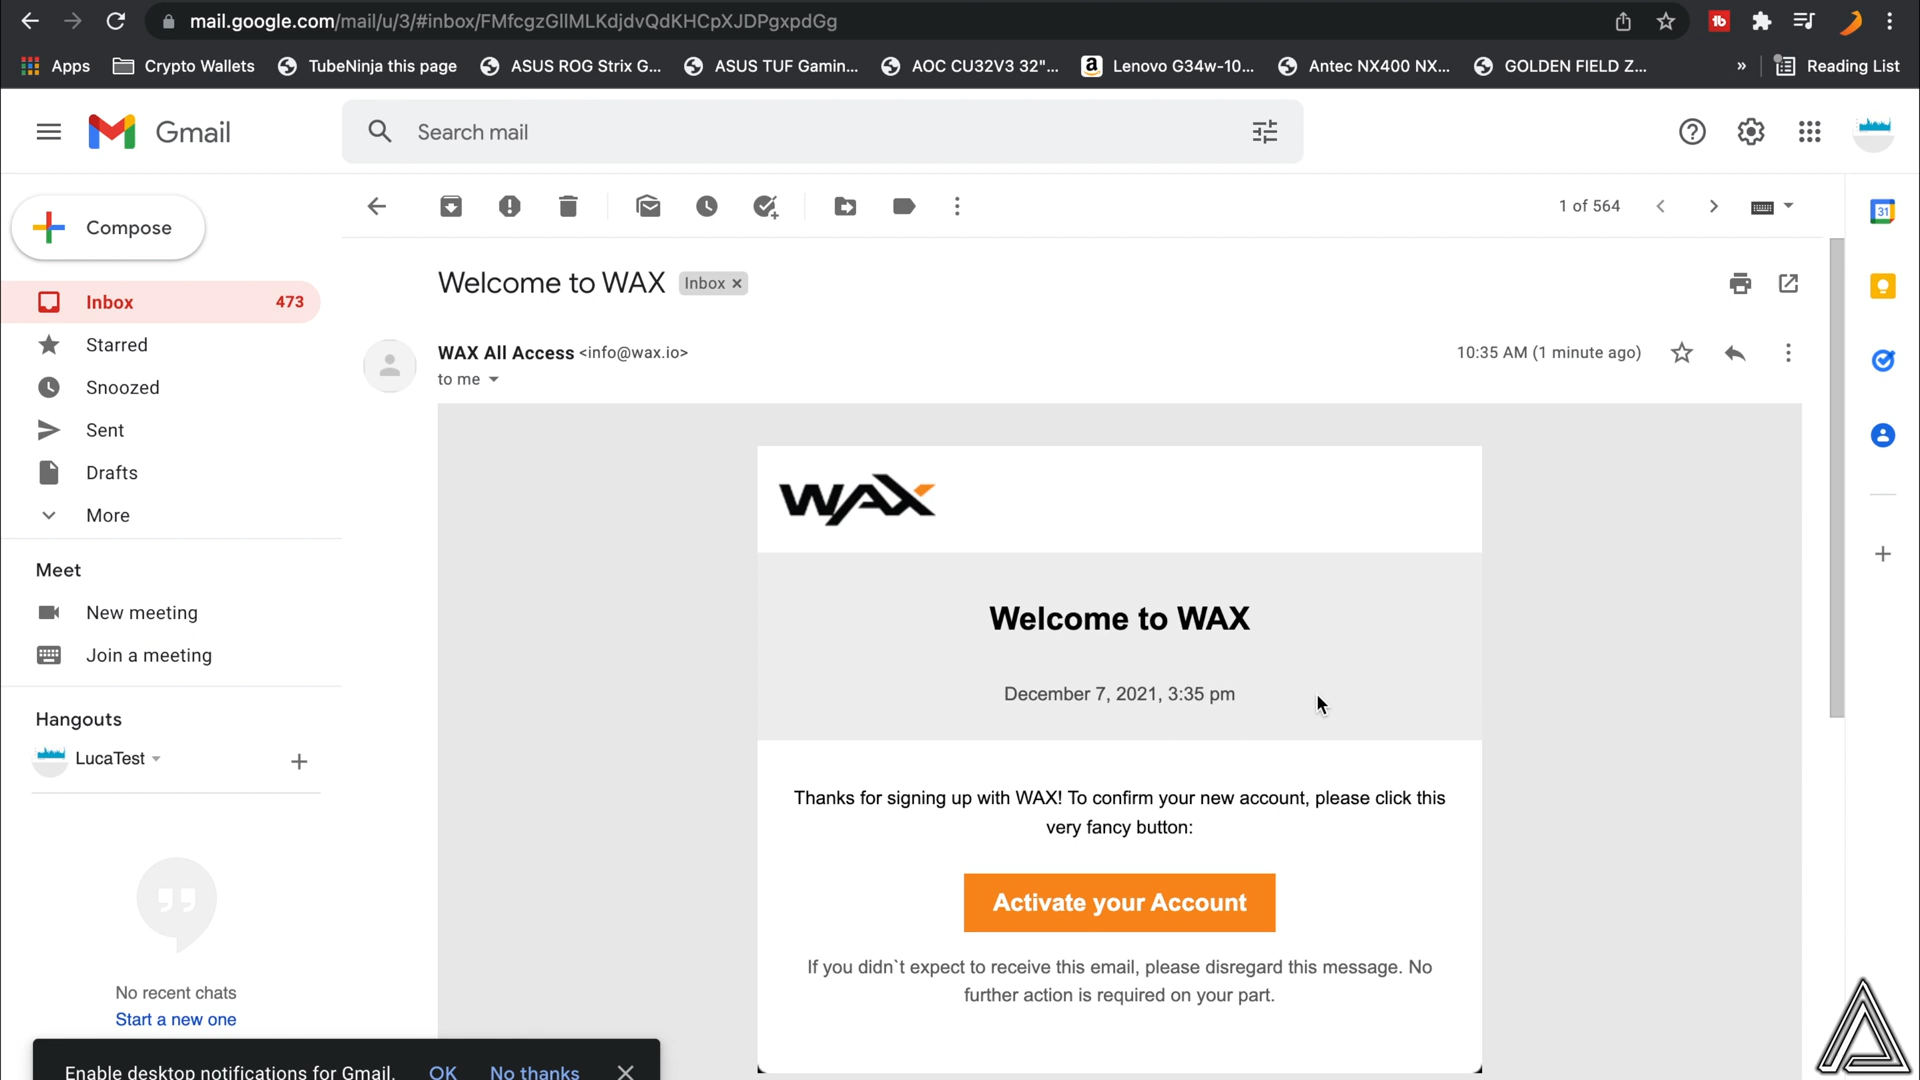 mail.google.com/mail/u/3/#inbox/FMfcgzGllMLKdjdvQdKHCpXJDPgxpdGg
Apps
Crypto Wallets
TubeNinja this page
ASUS ROG Strix G...
ASUS TUF Gamin...
AOC CU32V3 32"...
Lenovo G34w-10...
Antec NX400 NX...
GOLDEN FIELD Z...
»
Reading List
Gmail
Search mail
Compose
1 of 564
Inbox 473
Starred
Snoozed
Sent
Drafts
More
Meet
New meeting
Join a meeting
Hangouts
LucaTest
No recent chats
Start a new one
Enable desktop notifications for Gmail. OK No thanks
Welcome to WAX
Inbox ×
WAX All Access <info@wax.io>
10:35 AM (1 minute ago)
to me
WAX
Welcome to WAX
December 7, 2021, 3:35 pm
Thanks for signing up with WAX! To confirm your new account, please click this
very fancy button:
Activate your Account
If you didn`t expect to receive this email, please disregard this message. No
further action is required on your part.
31